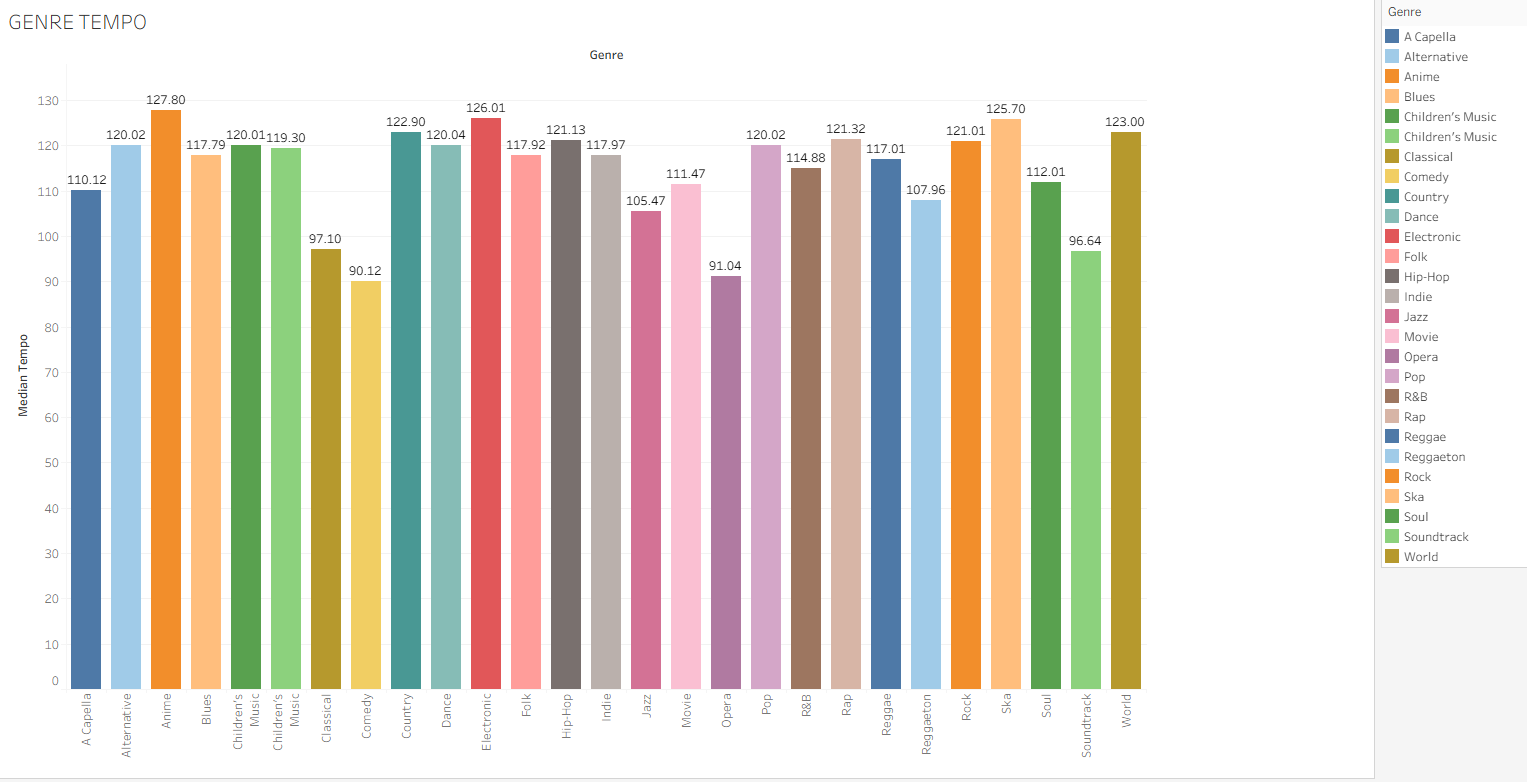 GENRE TEMPO
Genre
130
120
110
100
90
80
70
60
50
40
30
20
10
0
Median Tempo
110.12
120.02
127.80
117.79
120.01
119.30
97.10
90.12
122.90
120.04
126.01
117.92
121.13
117.97
105.47
111.47
91.04
120.02
114.88
121.32
117.01
107.96
121.01
125.70
112.01
96.64
123.00
A Capella
Alternative
Anime
Blues
Children's
Music
Children’s
Music
Classical
Comedy
Country
Dance
Electronic
Folk
Hip-Hop
Indie
Jazz
Movie
Opera
Pop
R&B
Rap
Reggae
Reggaeton
Rock
Ska
Soul
Soundtrack
World
Genre
A Capella
Alternative
Anime
Blues
Children's Music
Children’s Music
Classical
Comedy
Country
Dance
Electronic
Folk
Hip-Hop
Indie
Jazz
Movie
Opera
Pop
R&B
Rap
Reggae
Reggaeton
Rock
Ska
Soul
Soundtrack
World